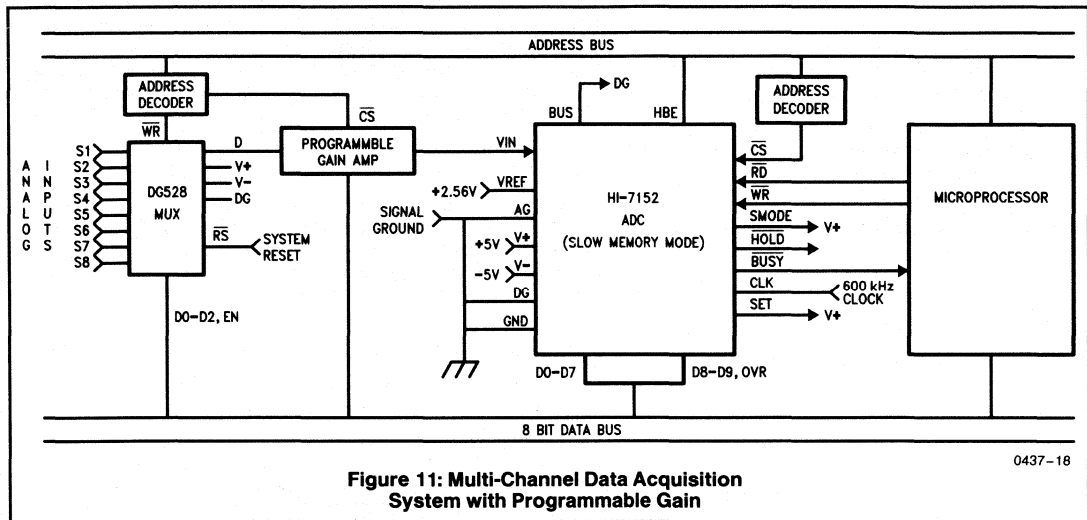 ADDRESS BUS
ADDRESS
DECODER
WR
CS
DG
BUS
HBE
ADDRESS
DECODER
ANALOG
INPUTS
S1
S2
S3
S4
S5
S6
S7
S8
DG528
MUX
D
V+
V-
DG
RS
SYSTEM
RESET
D0-D2, EN
PROGRAMMBLE
GAIN AMP
VIN
+2.56V
VREF
SIGNAL
GROUND
AG
+5V
V+
-5V
V-
DG
GND
HI-7152
ADC
(SLOW MEMORY MODE)
CS
RD
WR
SMODE
V+
HOLD
BUSY
CLK
600 kHz
CLOCK
SET
V+
MICROPROCESSOR
D0-D7
D8-D9, OVR
8 BIT DATA BUS
0437-18
Figure 11: Multi-Channel Data Acquisition
System with Programmable Gain